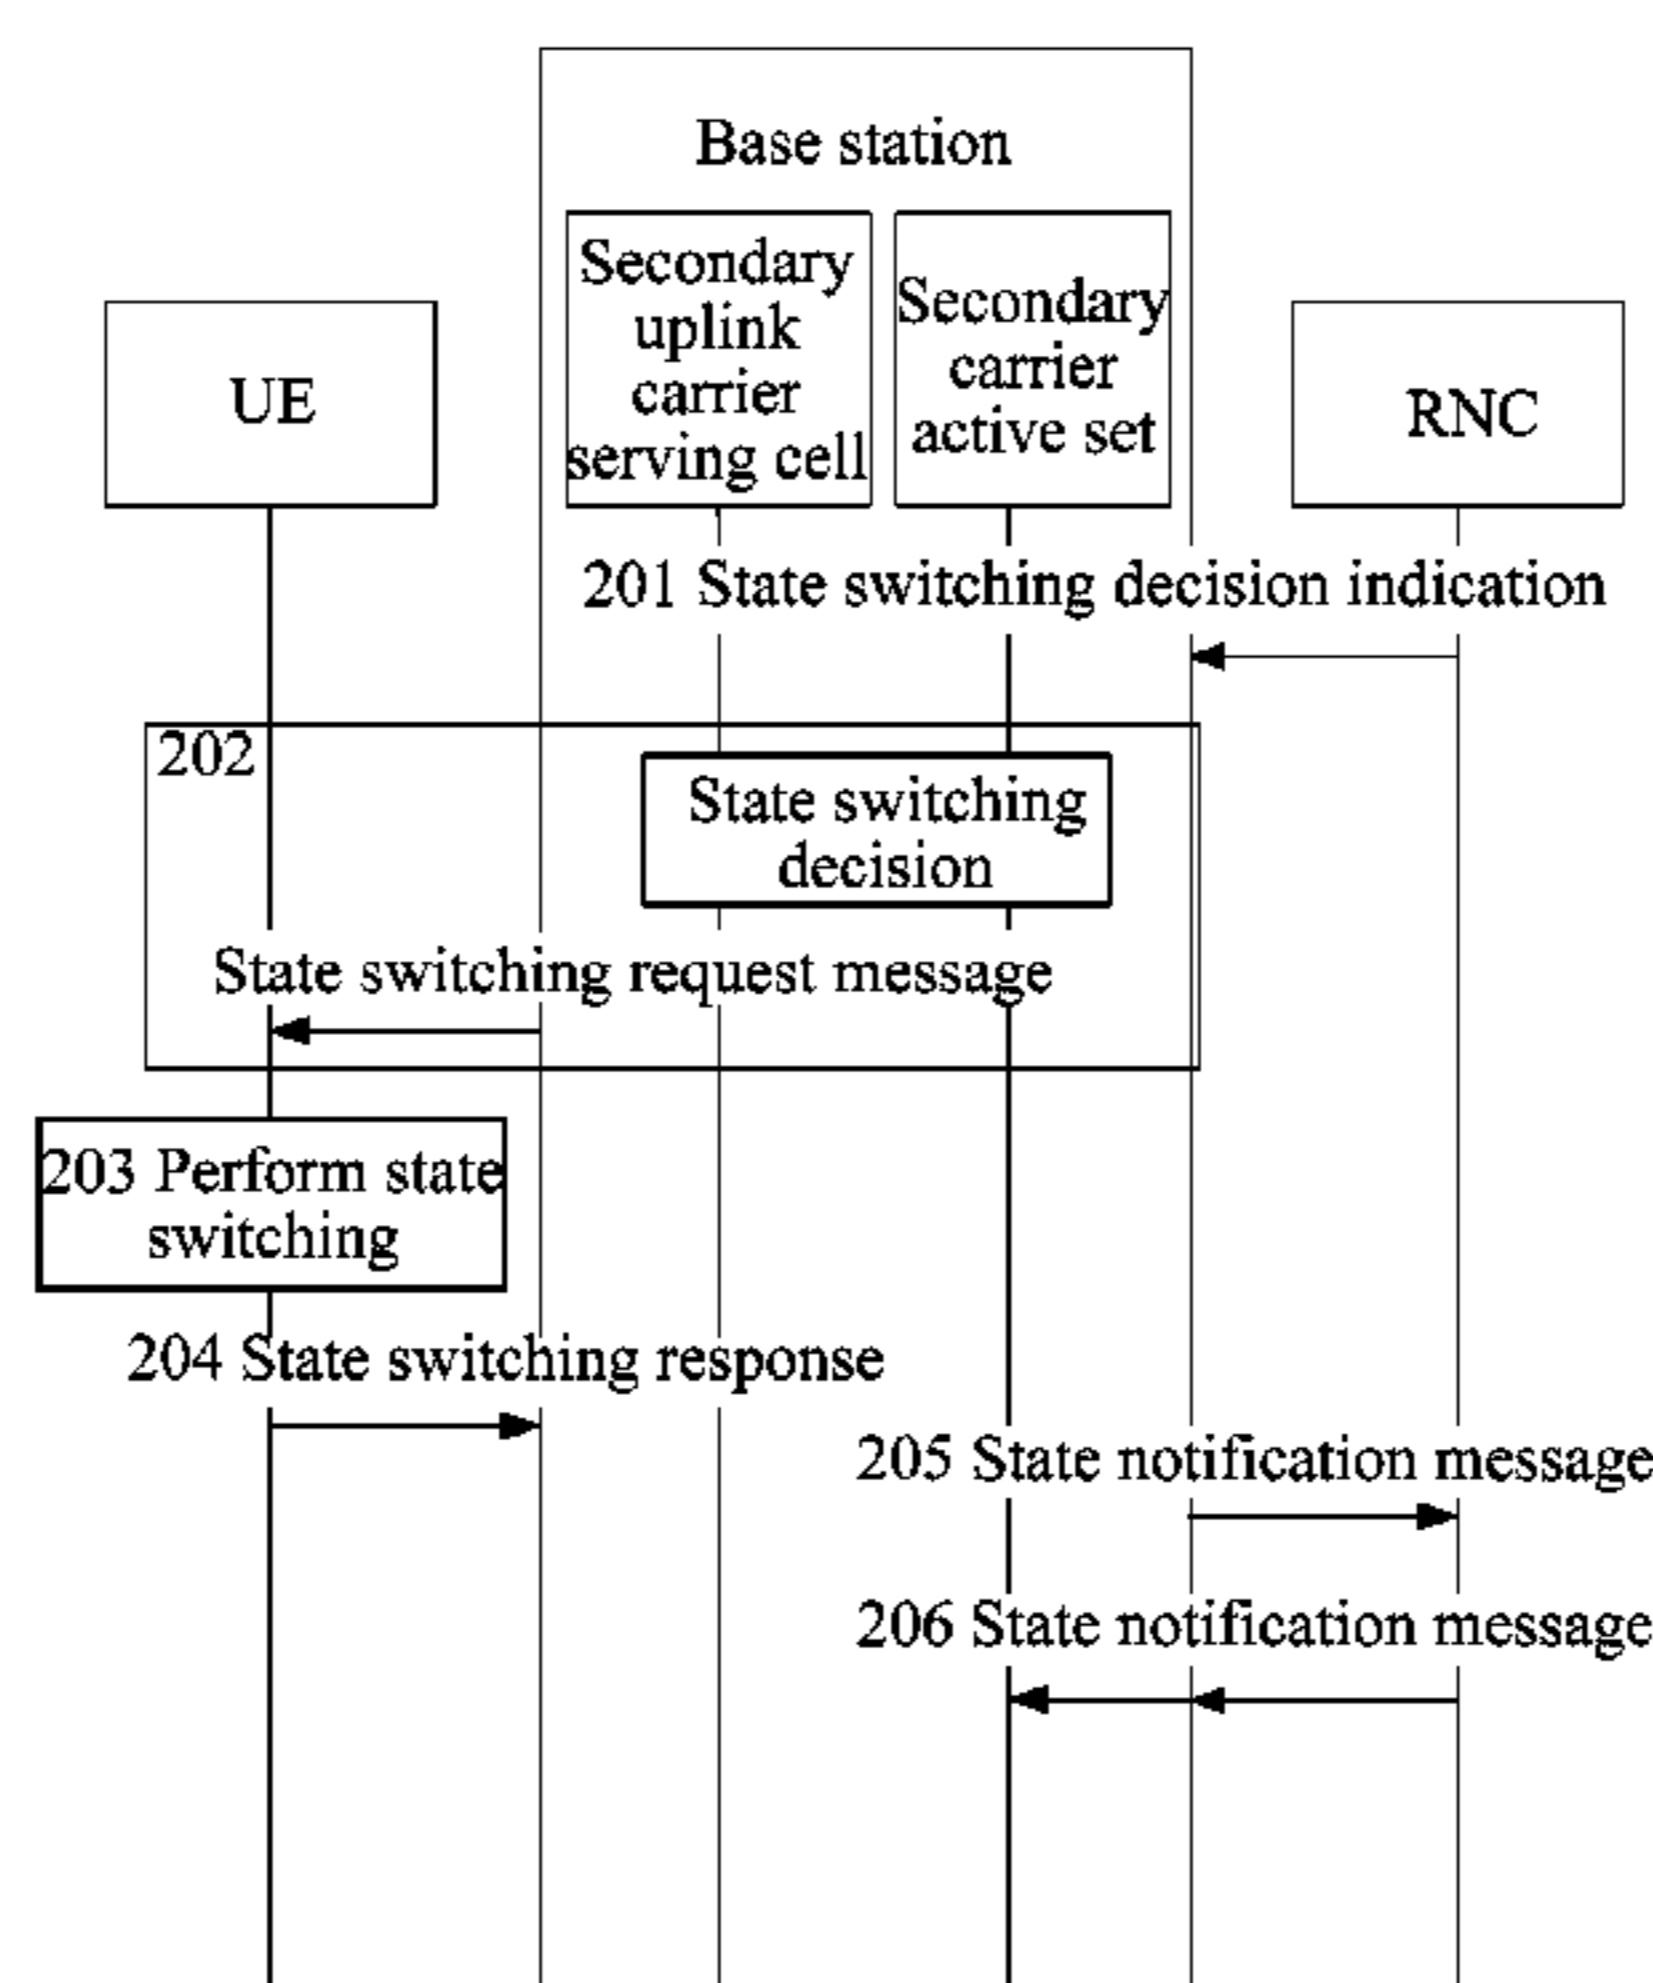 Base station
UE
Secondary
uplink
carrier
serving cell
Secondary
carrier
active set
RNC
201 State switching decision indication
202
State switching
decision
State switching request message
203 Perform state
switching
204 State switching response
205 State notification message
206 State notification message